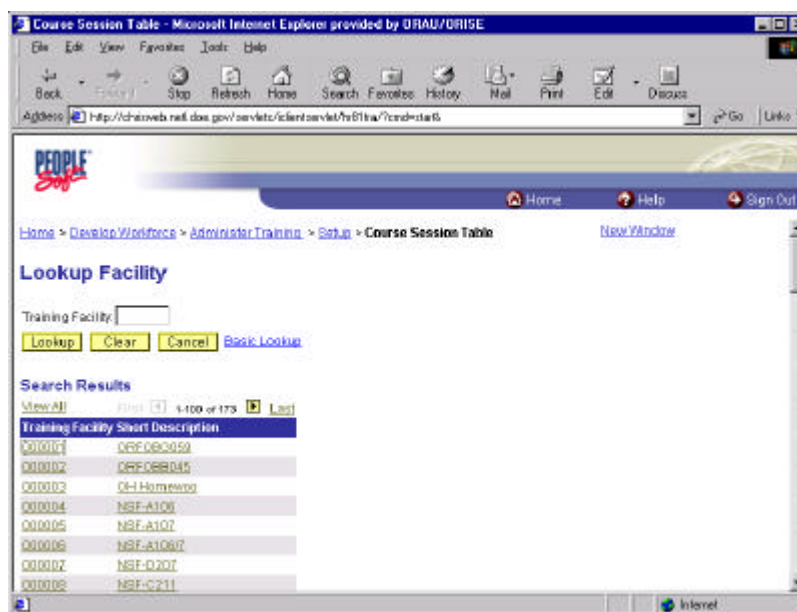 Course Session Table - Microsoft Internet Explorer provided by ORAU/ORISE
File Edit View Favorites Tools Help
Back Forward Stop Refresh Home Search Favorites History Mail Print Edit Discuss
Address Go Links
PEOPLE Soft
Home Help Sign Out
Home > Develop Workforce > Administer Training > Setup > Course Session Table New Window
Lookup Facility
Training Facility:
Lookup Clear Cancel Basic Lookup
Search Results
View All First 1-100 of 173 Last
Training Facility Short Description
000001
000002
000003 OH Homewoo
000004 NSF-A106
000005 NSF-A107
000006 NSF-A106/7
000007 NSF-D207
000008 NSF-C211
Internet